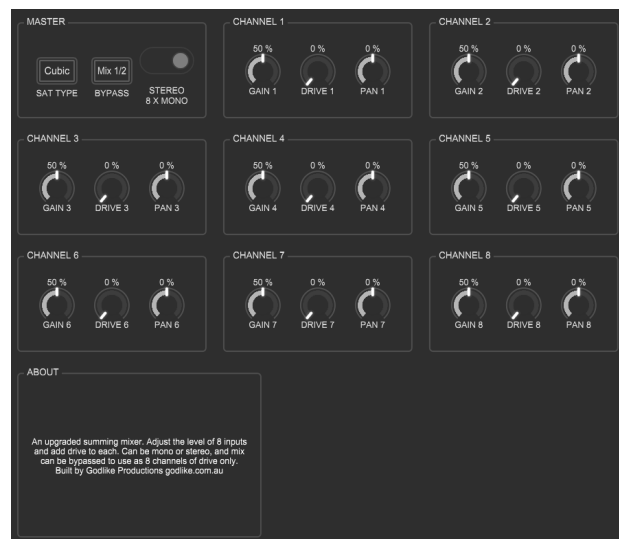 MASTER
Cubic
Mix 1/2
SAT TYPE
BYPASS
STEREO
8 X MONO
CHANNEL 1
50 % 0 % 0 %
GAIN 1 DRIVE 1 PAN 1
CHANNEL 2
50 % 0 % 0 %
GAIN 2 DRIVE 2 PAN 2
CHANNEL 3
50 % 0 % 0 %
GAIN 3 DRIVE 3 PAN 3
CHANNEL 4
50 % 0 % 0 %
GAIN 4 DRIVE 4 PAN 4
CHANNEL 5
50 % 0 % 0 %
GAIN 5 DRIVE 5 PAN 5
CHANNEL 6
50 % 0 % 0 %
GAIN 6 DRIVE 6 PAN 6
CHANNEL 7
50 % 0 % 0 %
GAIN 7 DRIVE 7 PAN 7
CHANNEL 8
50 % 0 % 0 %
GAIN 8 DRIVE 8 PAN 8
ABOUT
An upgraded summing mixer. Adjust the level of 8 inputs
and add drive to each. Can be mono or stereo, and mix
can be bypassed to use as 8 channels of drive only.
Built by Godlike Productions godlike.com.au